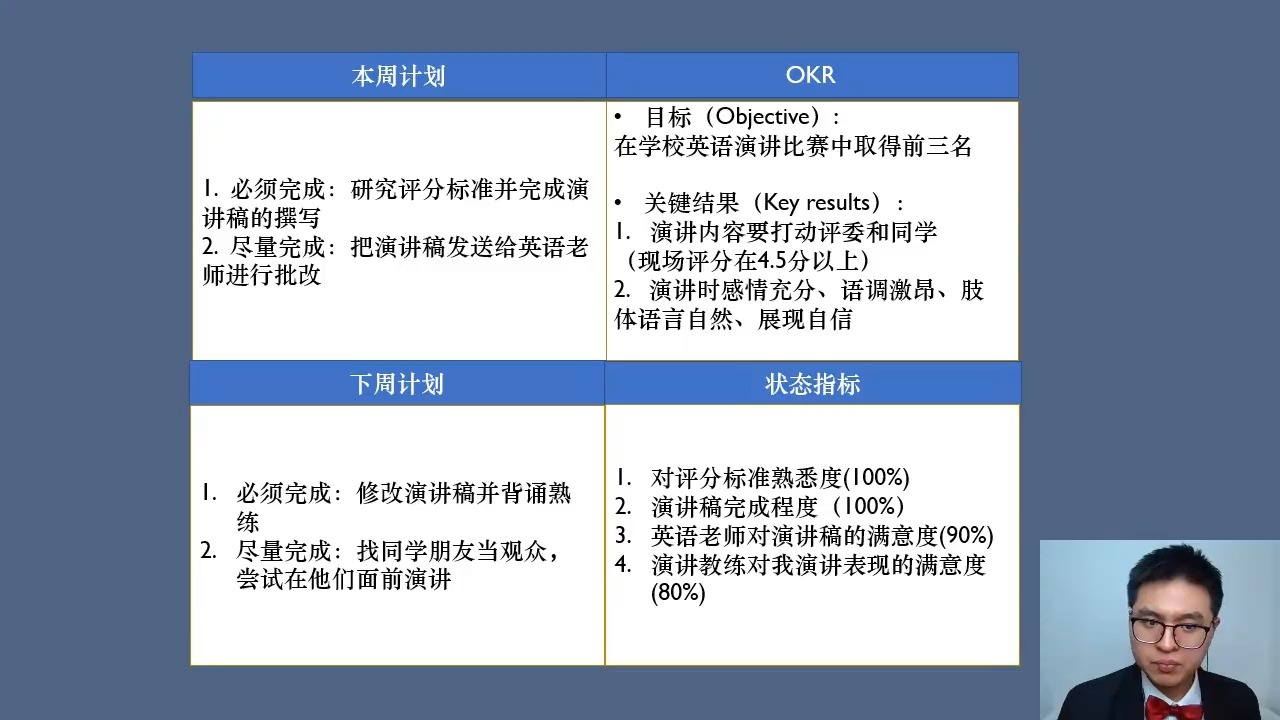 本周计划
OKR
1. 必须完成：研究评分标准并完成演
讲稿的撰写
2. 尽量完成：把演讲稿发送给英语老
师进行批改
• 目标（Objective）:
在学校英语演讲比赛中取得前三名
• 关键结果（Key results）:
1. 演讲内容要打动评委和同学
（现场评分在4.5分以上）
2. 演讲时感情充分、语调激昂、肢
体语言自然、展现自信
下周计划
状态指标
1. 必须完成：修改演讲稿并背诵熟
练
2. 尽量完成：找同学朋友当观众，
尝试在他们面前演讲
1. 对评分标准熟悉度(100%)
2. 演讲稿完成程度（100%）
3. 英语老师对演讲稿的满意度(90%)
4. 演讲教练对我演讲表现的满意度
(80%)